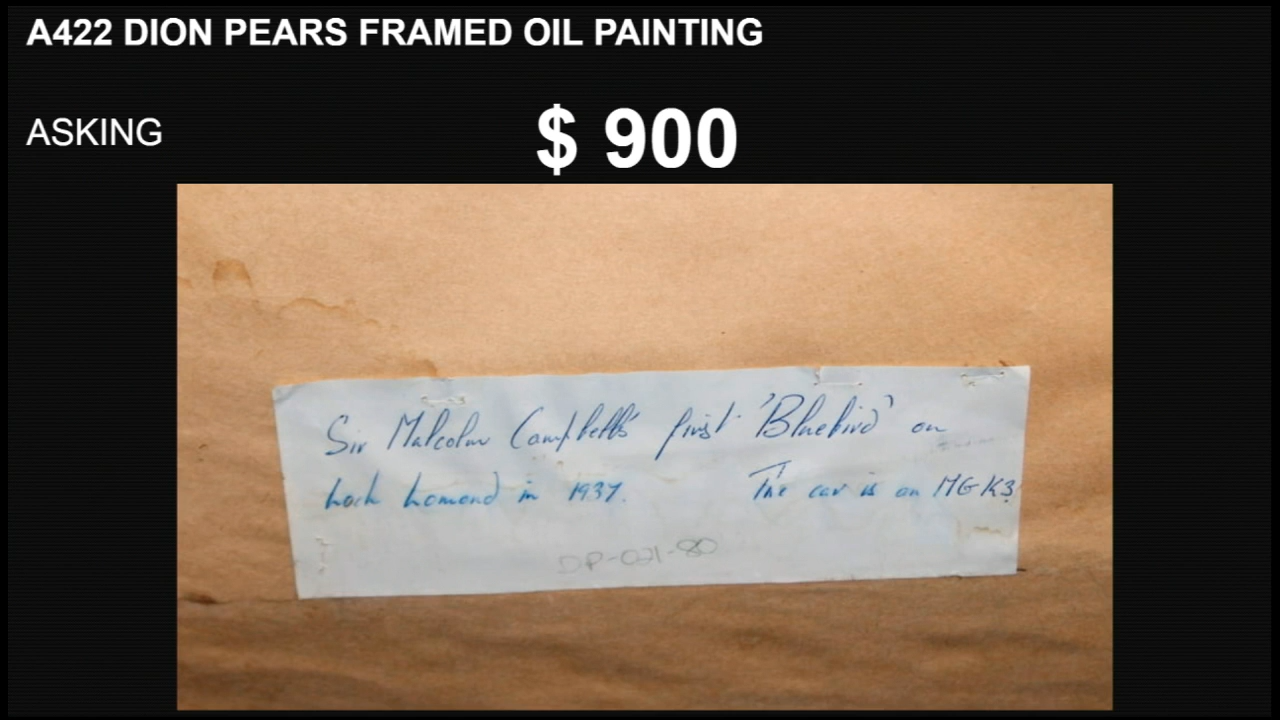 A422 DION PEARS FRAMED OIL PAINTING
ASKING
$ 900
Sir Malcolm Campbell's first 'Bluebird' on
Loch Lomond in 1937. The car is an MG K3.
DP-021-80